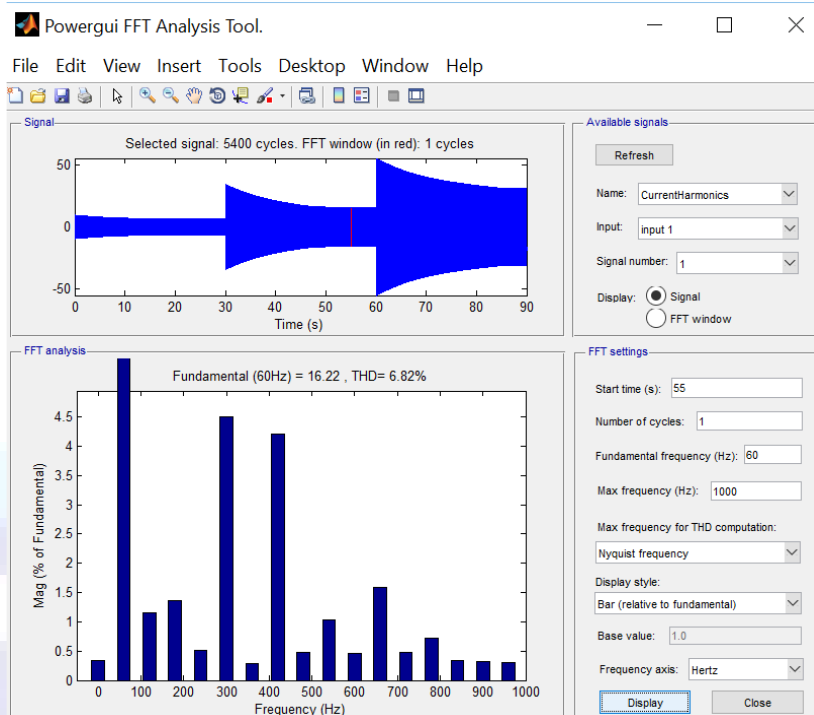 Powergui FFT Analysis Tool.
File Edit View Insert Tools Desktop Window Help
Signal
Selected signal: 5400 cycles. FFT window (in red): 1 cycles
50
0
-50
0 10 20 30 40 50 60 70 80 90
Time (s)
Available signals
Refresh
Name: CurrentHarmonics
Input: input 1
Signal number: 1
Display: Signal
FFT window
FFT analysis
Fundamental (60Hz) = 16.22 , THD= 6.82%
4.5
4
3.5
3
2.5
2
1.5
1
0.5
0
Mag (% of Fundamental)
0 100 200 300 400 500 600 700 800 900 1000
Frequency (Hz)
FFT settings
Start time (s): 55
Number of cycles: 1
Fundamental frequency (Hz): 60
Max frequency (Hz): 1000
Max frequency for THD computation:
Nyquist frequency
Display style:
Bar (relative to fundamental)
Base value: 1.0
Frequency axis: Hertz
Display Close